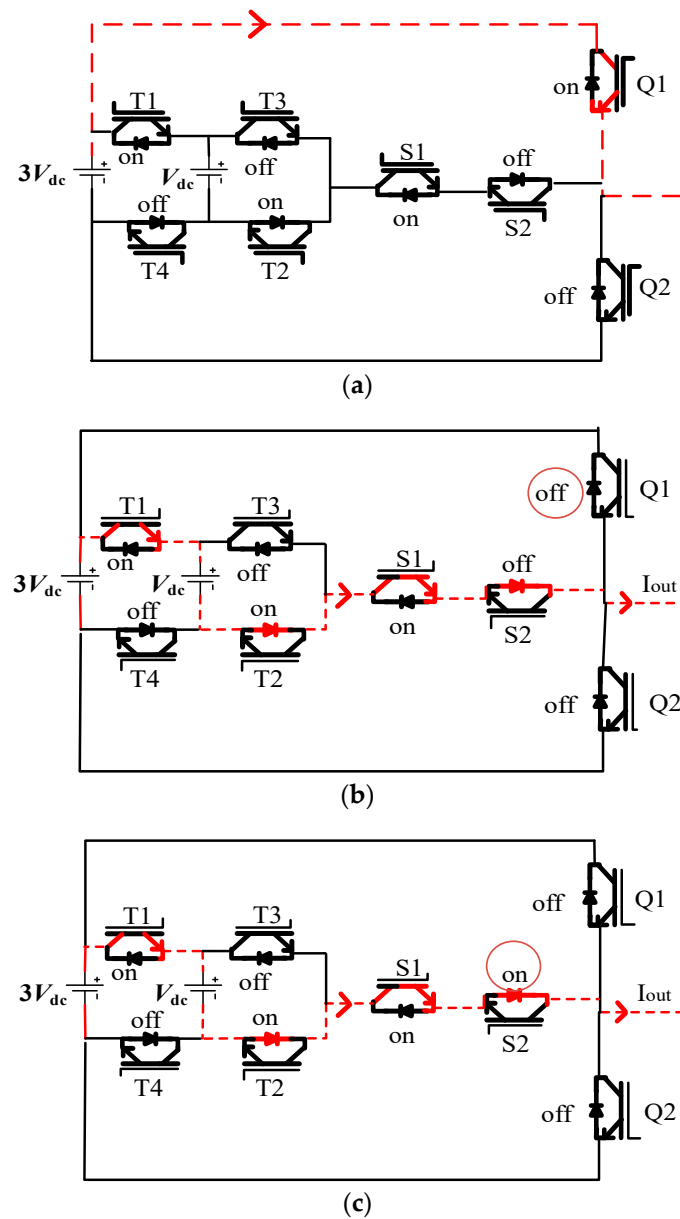 T1
T3
on
Q1
on
off
S1
off
3Vdc
Vdc
off
on
on
S2
T4
T2
off
Q2
(a)
T1
T3
off
Q1
on
off
S1
off
3Vdc
Vdc
Iout
off
on
on
S2
T4
T2
off
Q2
(b)
T1
T3
off
Q1
on
off
S1
on
3Vdc
Vdc
Iout
off
on
on
S2
T4
T2
off
Q2
(c)